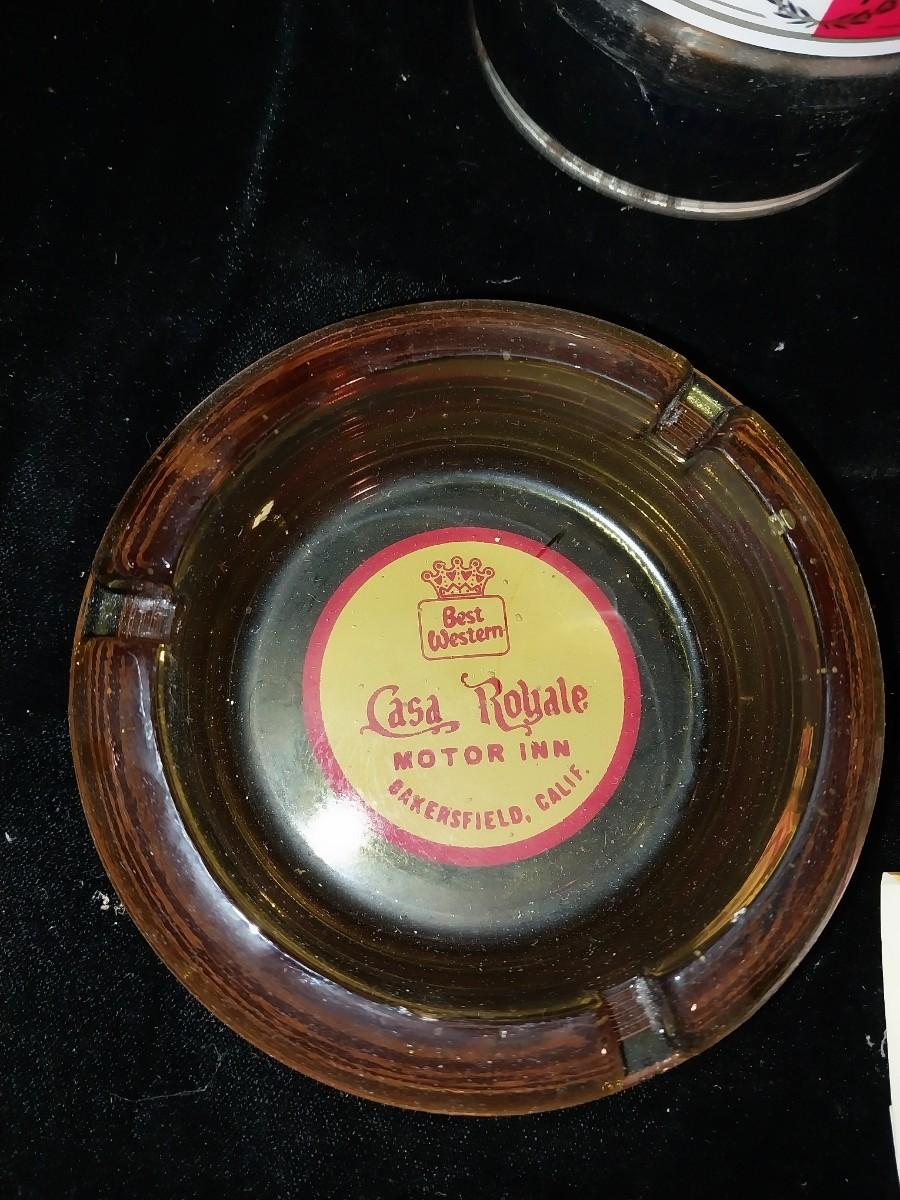 Best
Western
Casa Royale
MOTOR INN
BAKERSFIELD, CALIF.